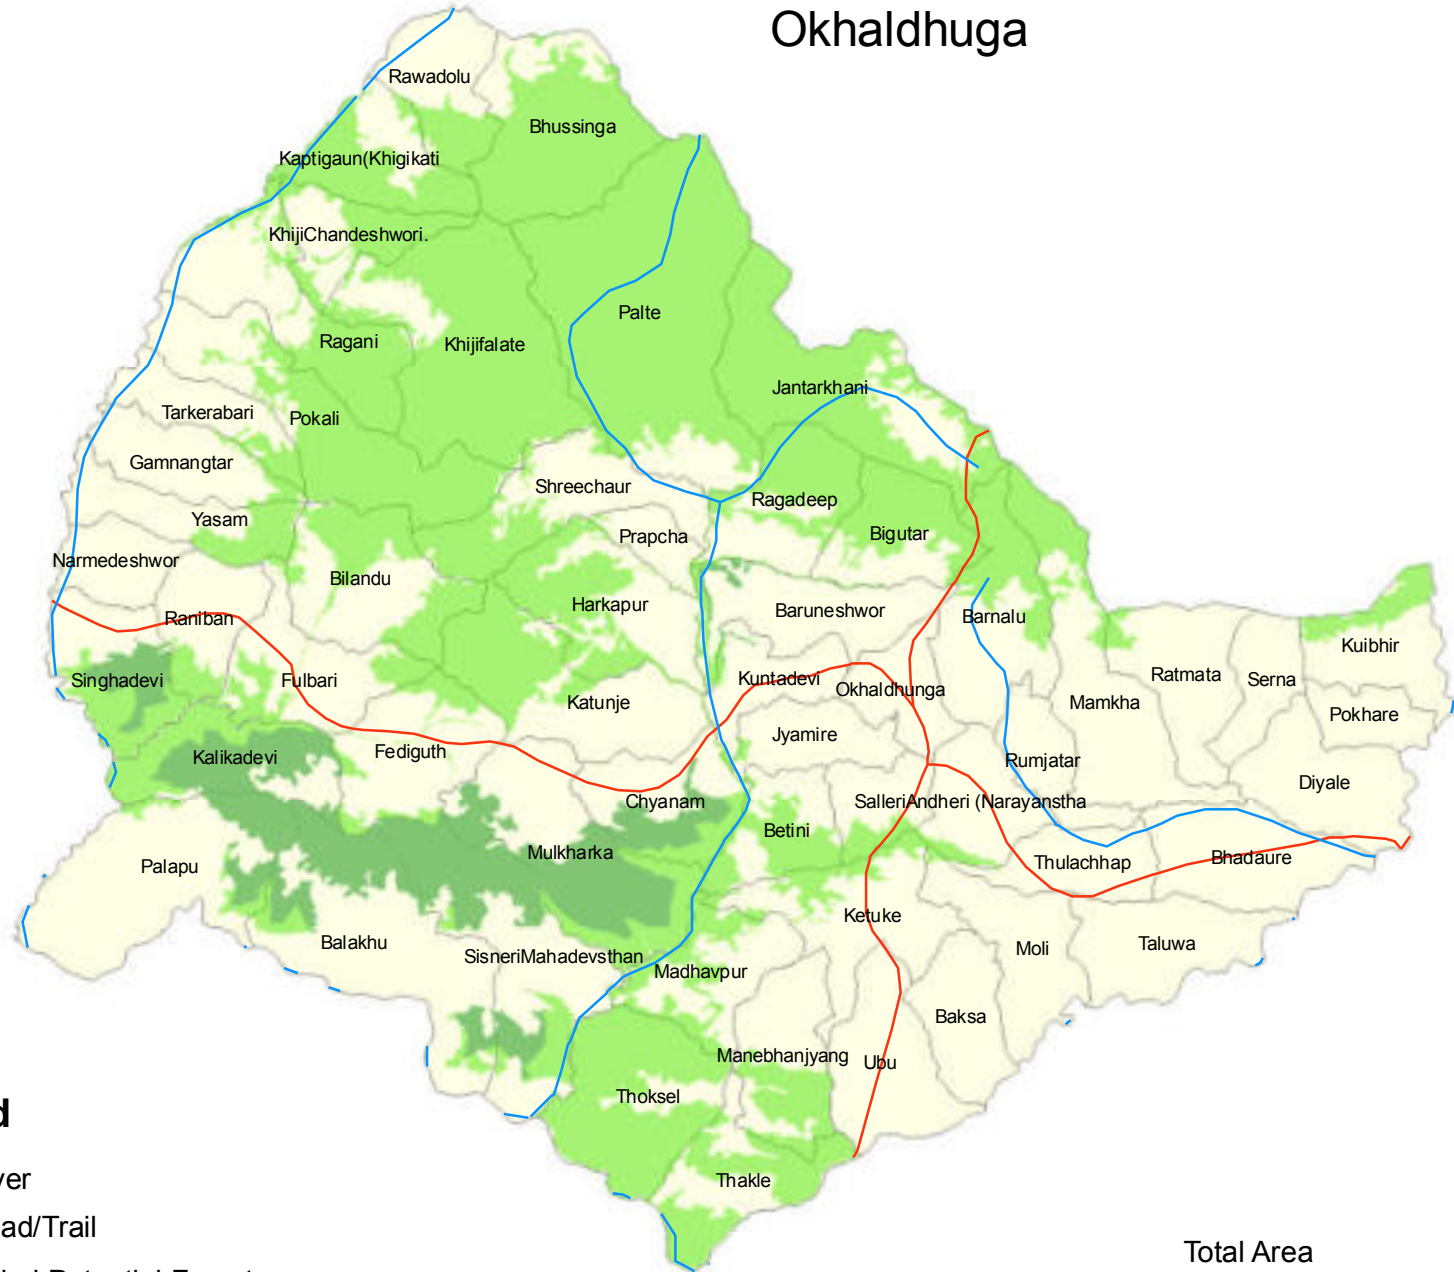 Okhaldhuga
Rawadolu
Bhussinga
Kaptigaun(Khigikati
KhijiChandeshwori.
Palte
Ragani
Khijifalate
Jantarkhani
Tarkerabari
Pokali
Gamnangtar
Shreechaur
Ragadeep
Yasam
Prapcha
Bigutar
Narmedeshwor
Bilandu
Harkapur
Baruneshwor
Barnalu
Raniban
Kuibhir
Singhadevi
Fulbari
Kuntadevi
Okhaldhunga
Ratmata
Serna
Katunje
Mamkha
Pokhare
Jyamire
Kalikadevi
Fediguth
Rumjatar
Diyale
Chyanam
SalleriAndheri (Narayanstha
Betini
Mulkharka
Thulachhap
Bhadaure
Palapu
Ketuke
Balakhu
SisneriMahadevsthan
Moli
Taluwa
Madhavpur
Baksa
Manebhanjyang
Ubu
Thoksel
Thakle
d
er
ad/Trail
Total Area